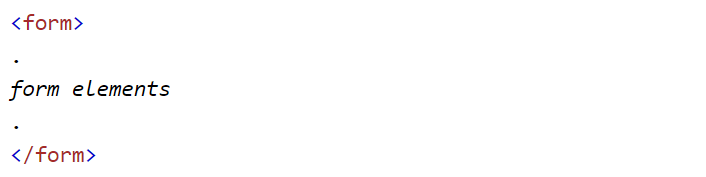 <form>
.
form elements
.
</form>